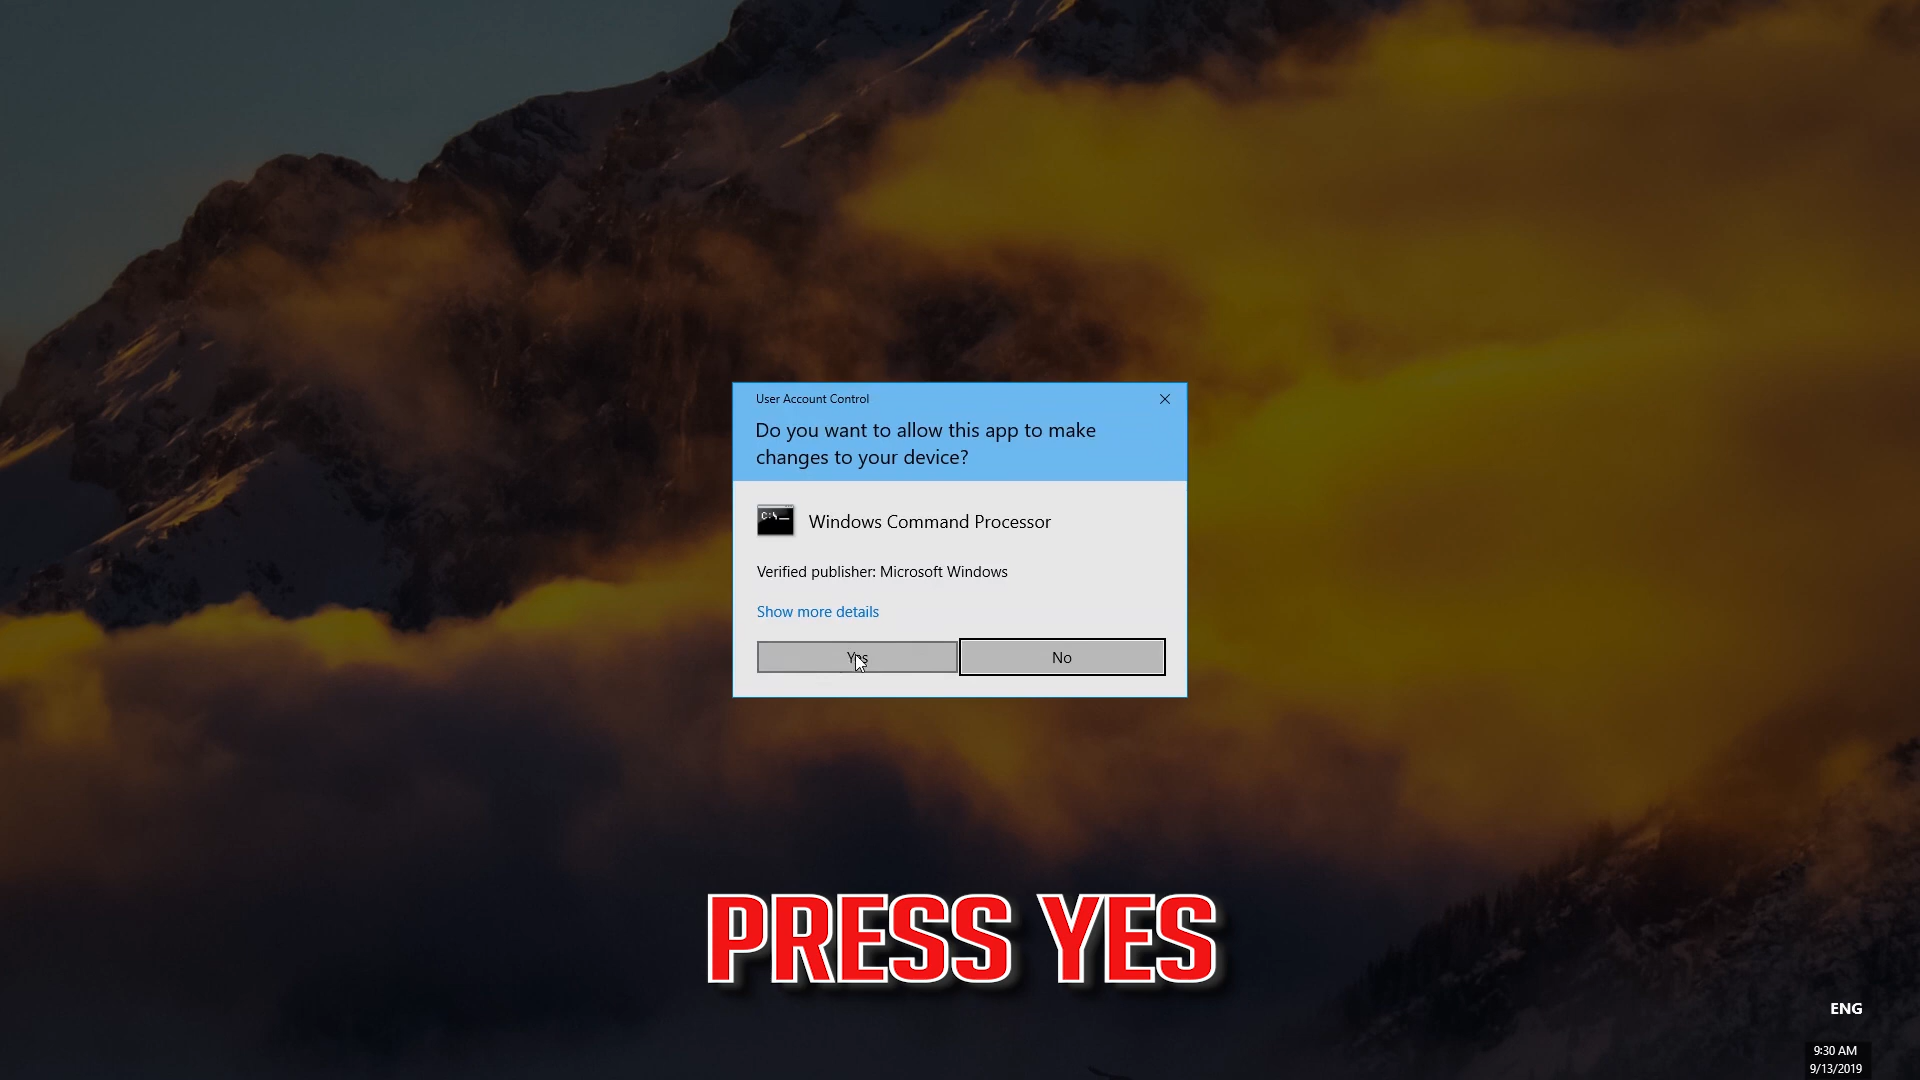 User Account Control
Do you want to allow this app to make
changes to your device?
C:\_
Windows Command Processor
Verified publisher: Microsoft Windows
Show more details
Yes
No
PRESS YES
ENG
9:30 AM
9/13/2019